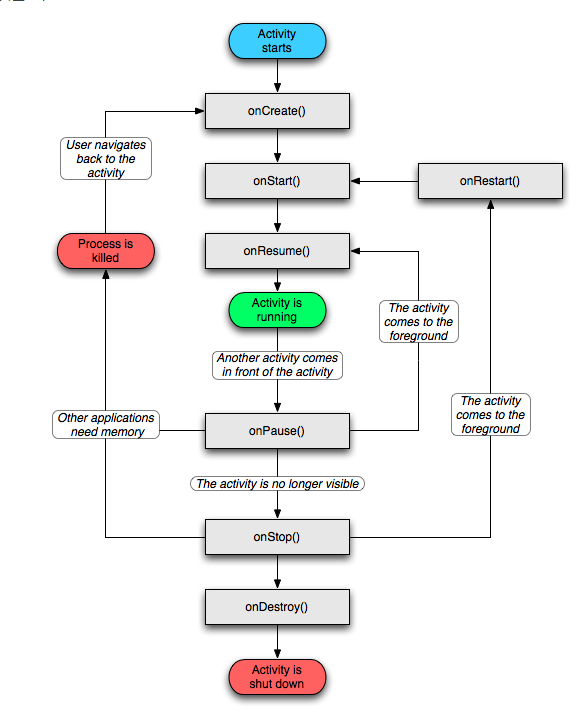 Activity
starts
onCreate()
User navigates
back to the
activity
onStart()
onRestart()
Process is
killed
onResume()
Activity is
running
The activity
comes to the
foreground
Another activity comes
in front of the activity
Other applications
need memory
onPause()
The activity
comes to the
foreground
The activity is no longer visible
onStop()
onDestroy()
Activity is
shut down